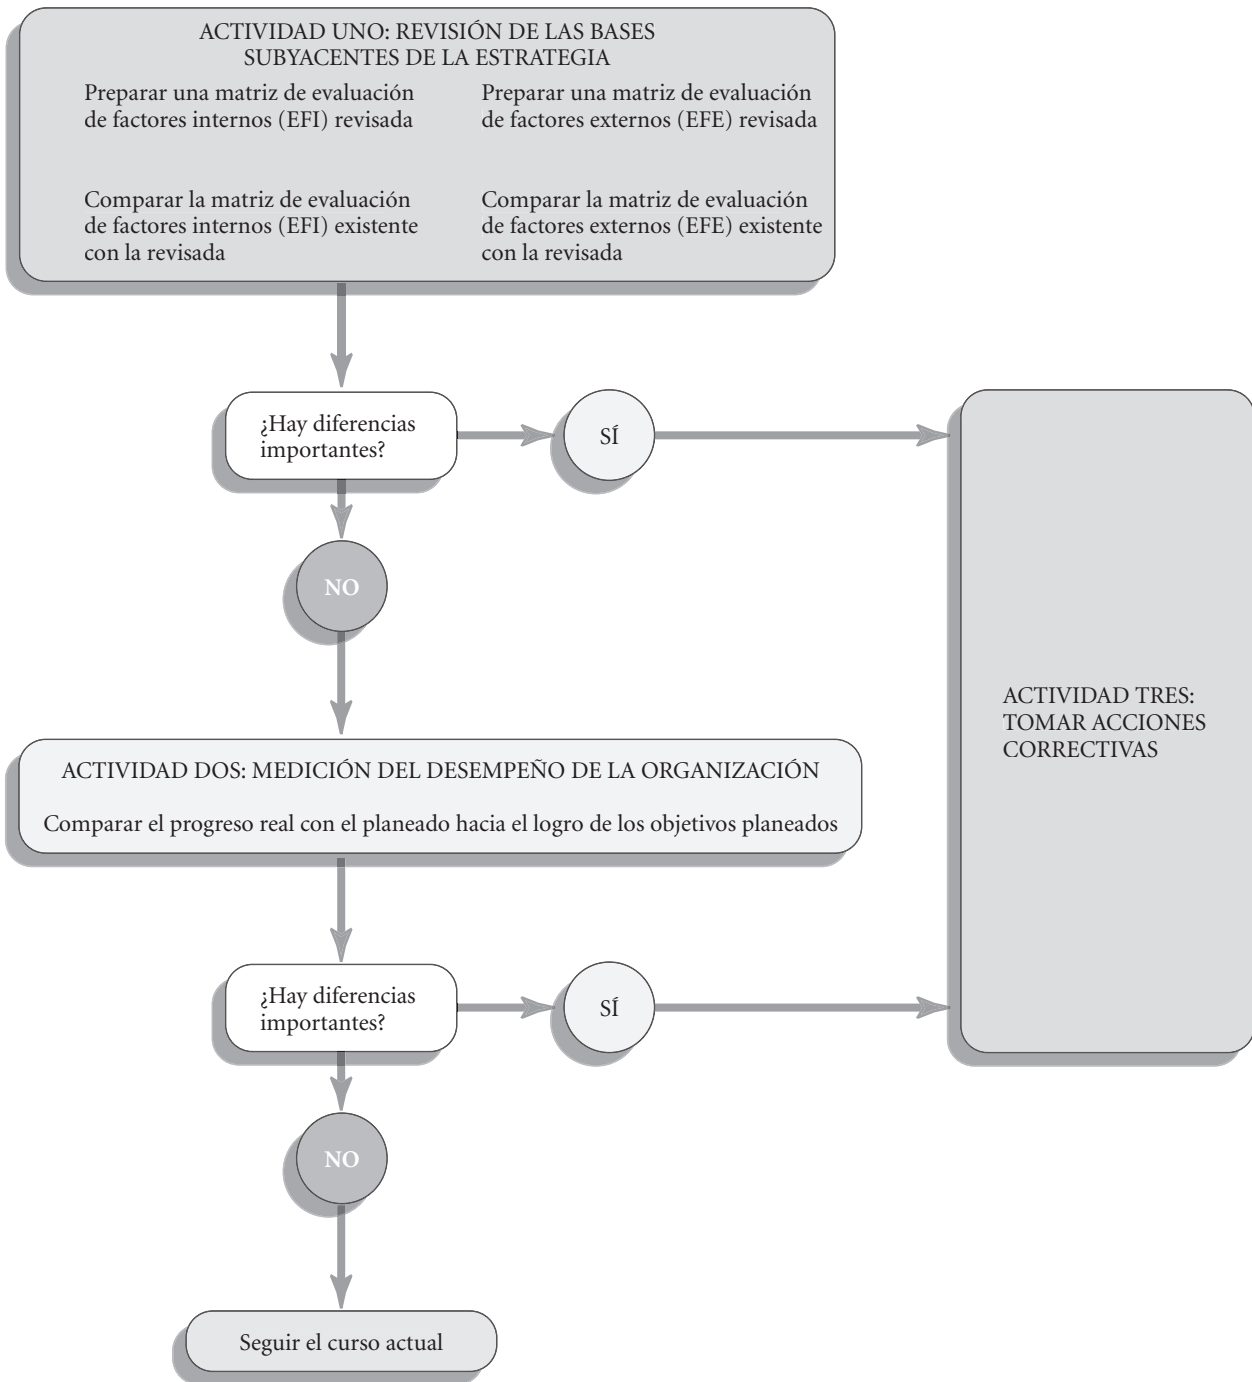 ACTIVIDAD UNO: REVISIÓN DE LAS BASES
SUBYACENTES DE LA ESTRATEGIA
Preparar una matriz de evaluación
de factores internos (EFI) revisada
Preparar una matriz de evaluación
de factores externos (EFE) revisada
Comparar la matriz de evaluación
de factores internos (EFI) existente
con la revisada
Comparar la matriz de evaluación
de factores externos (EFE) existente
con la revisada
¿Hay diferencias
importantes?
SÍ
NO
ACTIVIDAD TRES:
TOMAR ACCIONES
CORRECTIVAS
ACTIVIDAD DOS: MEDICIÓN DEL DESEMPEÑO DE LA ORGANIZACIÓN
Comparar el progreso real con el planeado hacia el logro de los objetivos planeados
¿Hay diferencias
importantes?
SÍ
NO
Seguir el curso actual